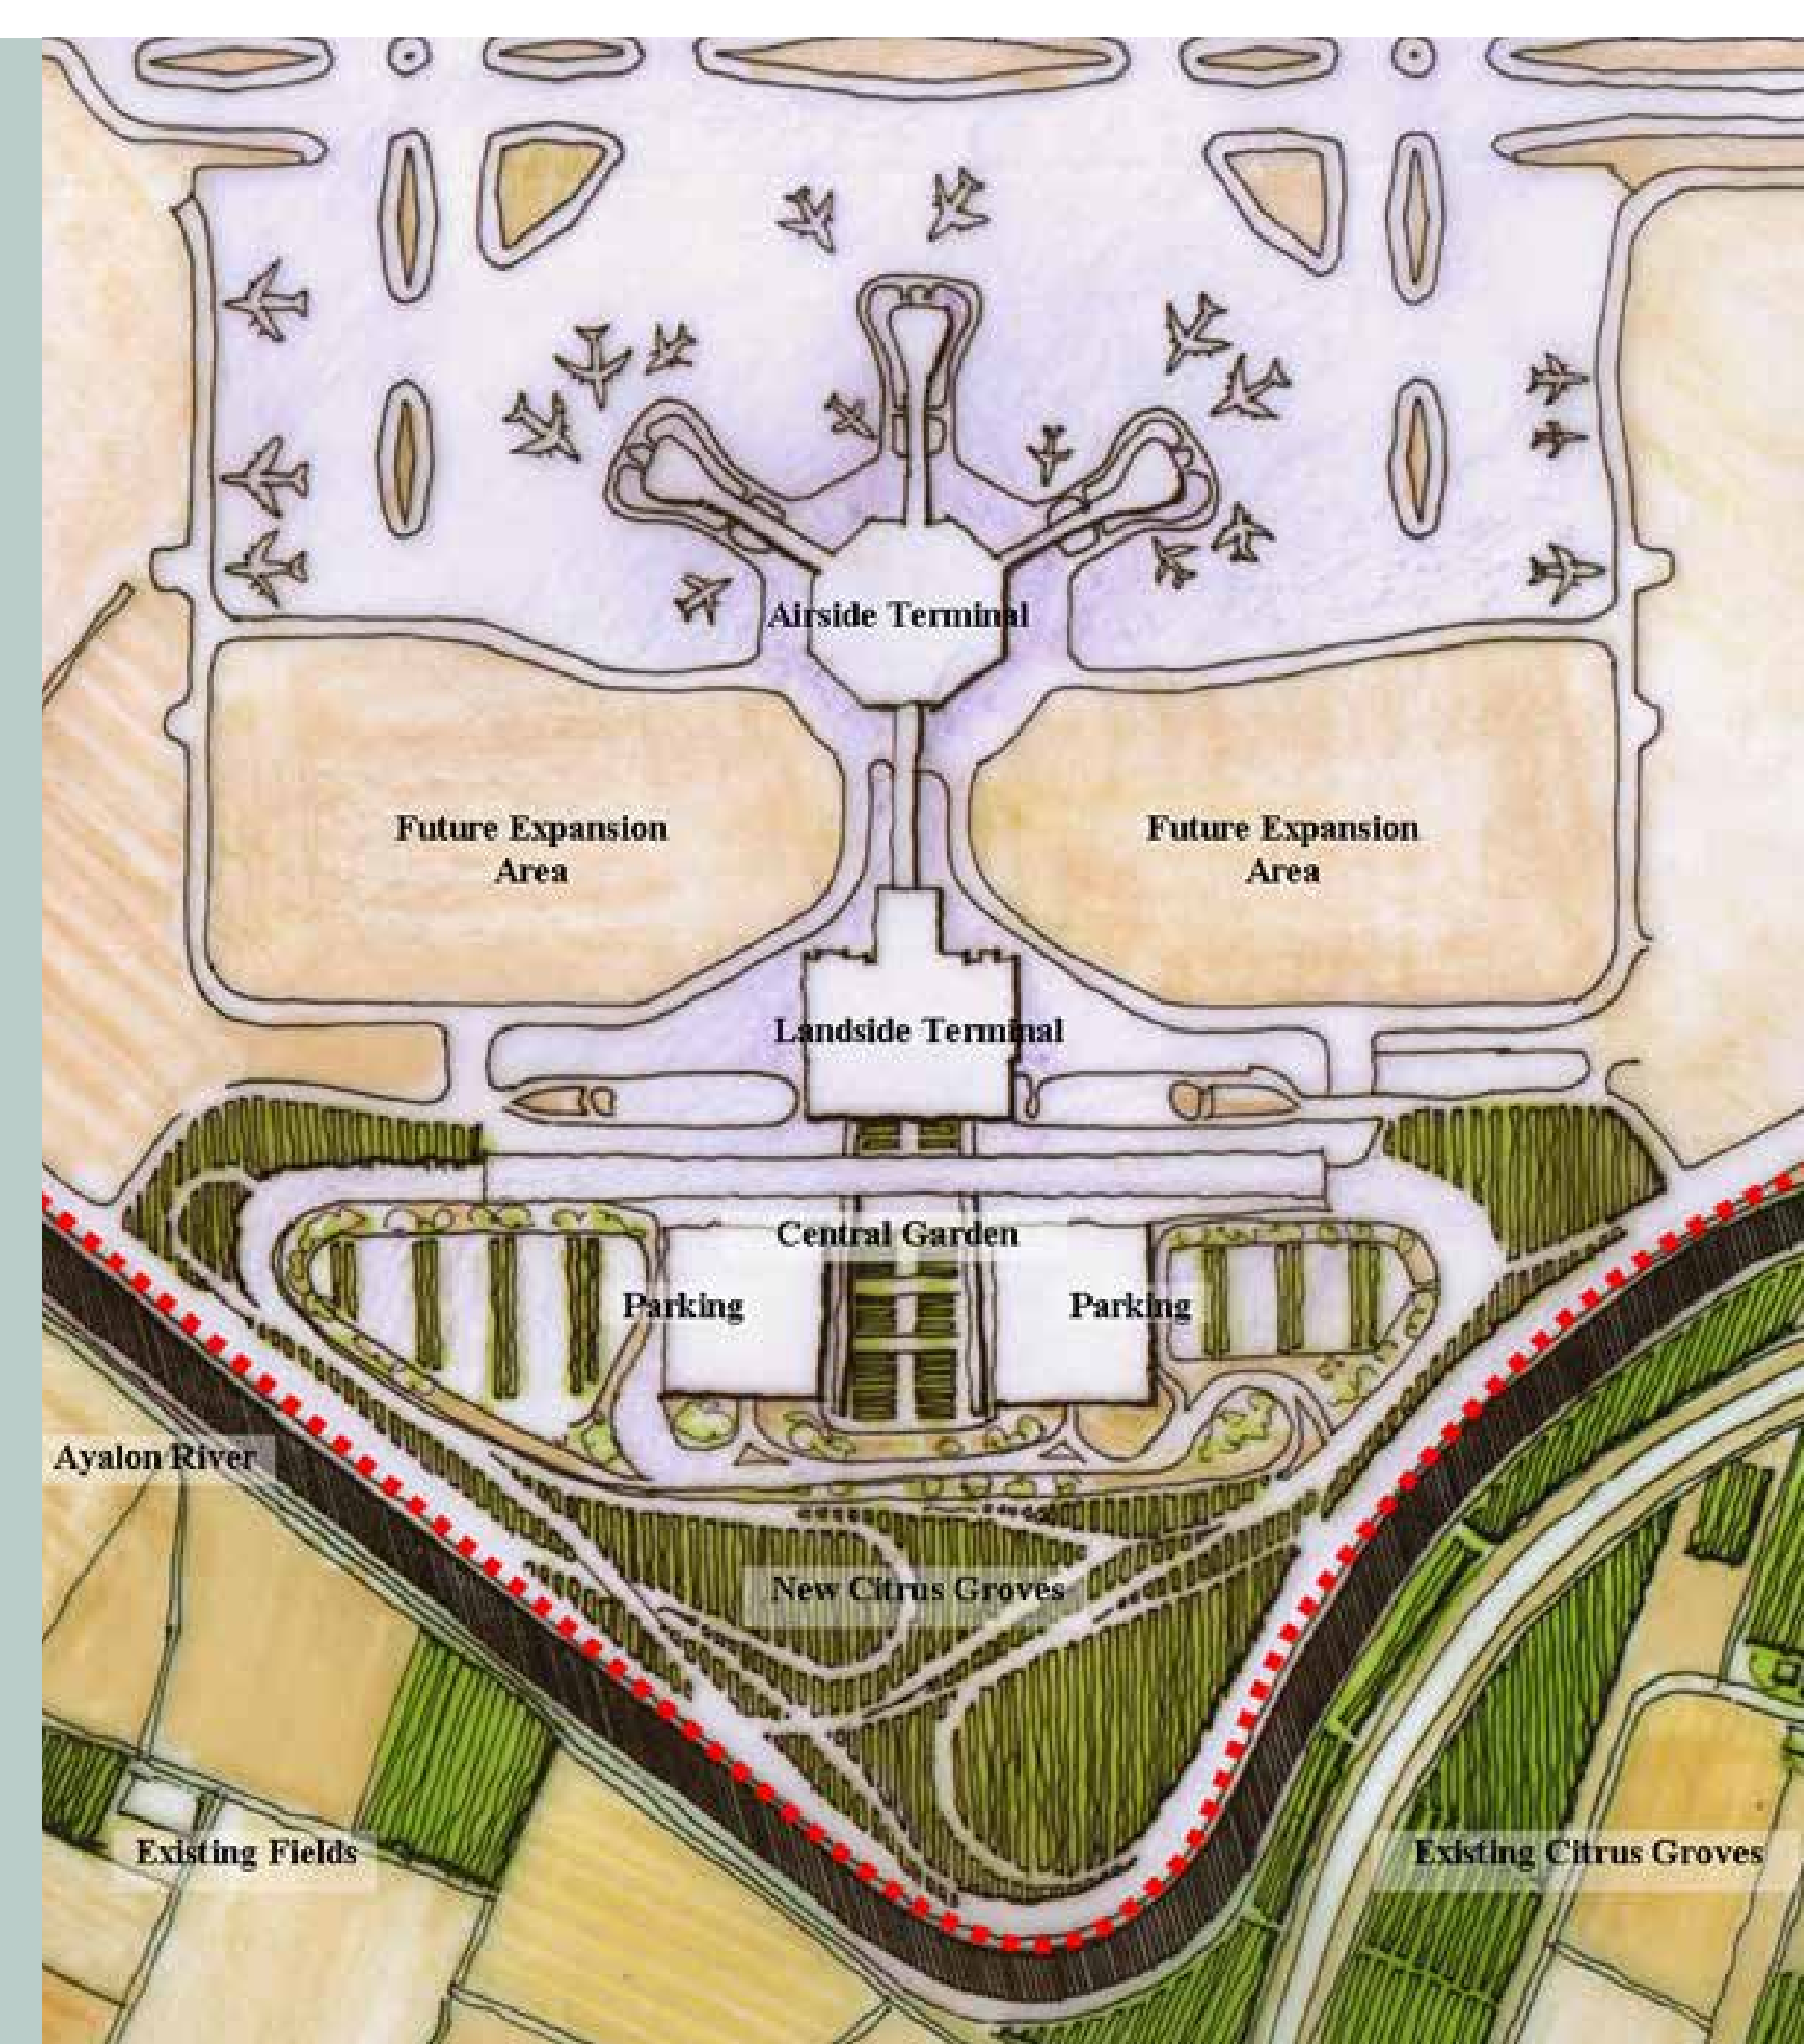 Airside Terminal
Future Expansion
Area
Future Expansion
Area
Landside Terminal
Central Garden
Parking
Parking
Ayalon River
New Citrus Groves
Existing Fields
Existing Citrus Groves